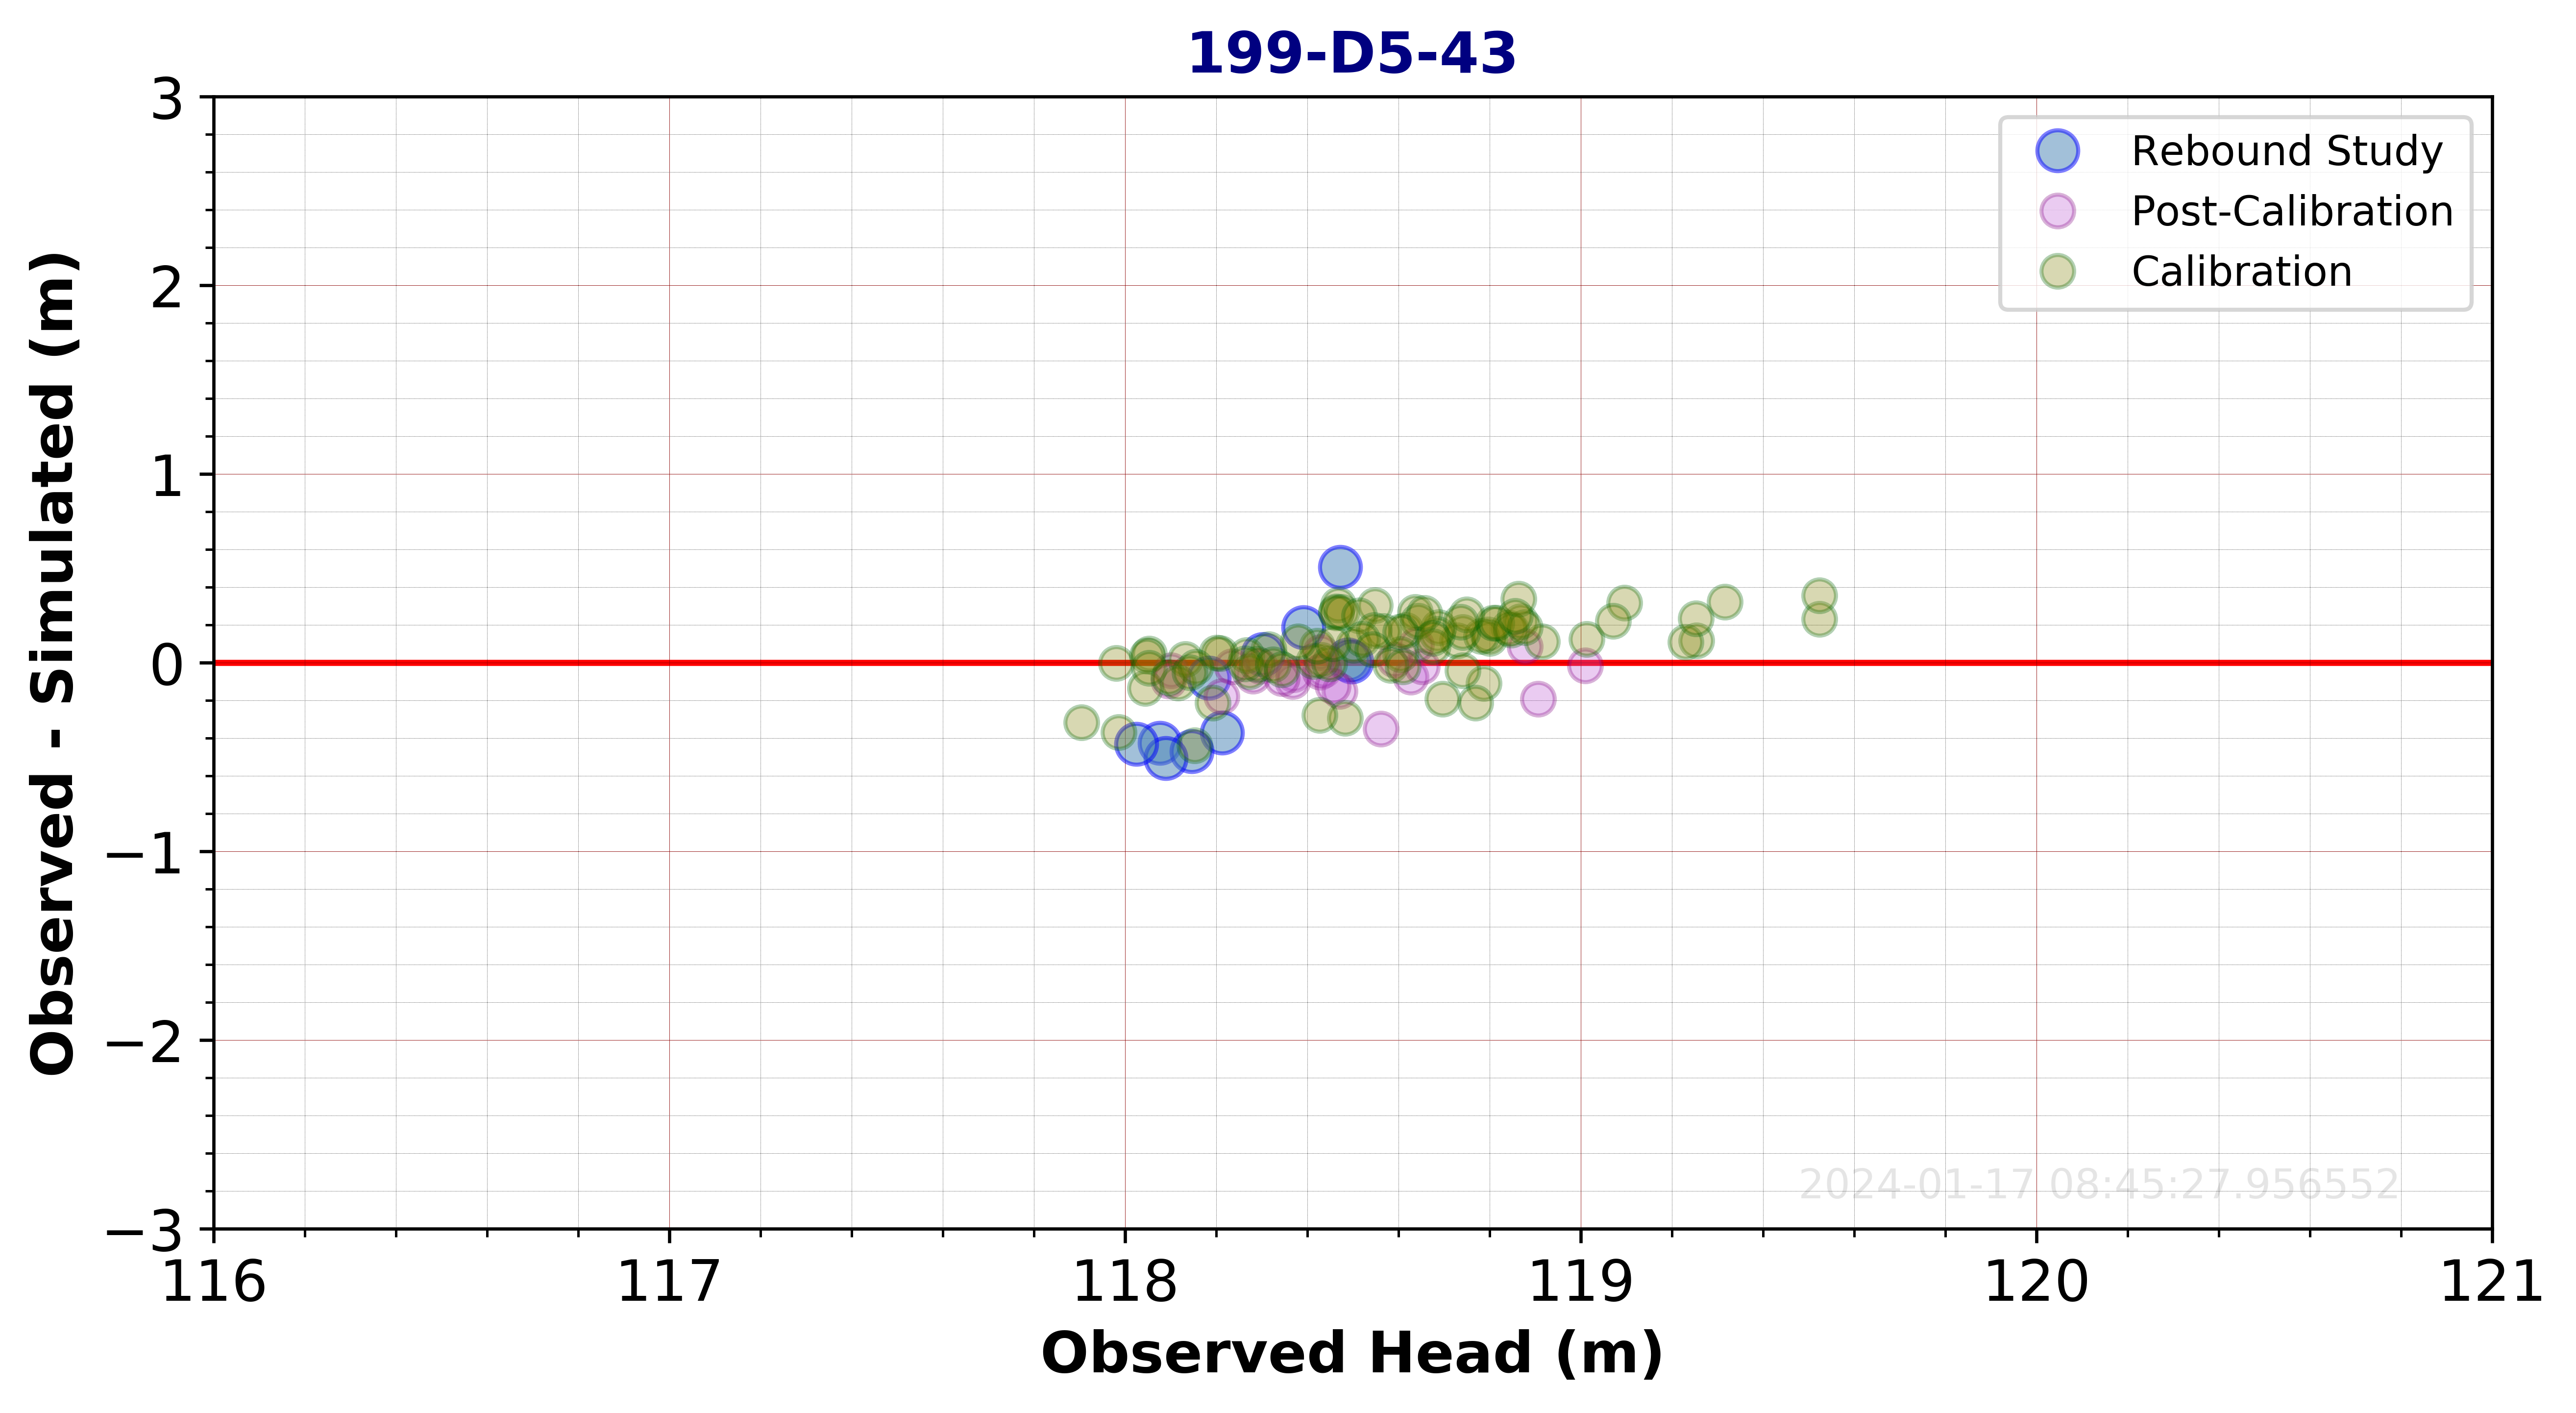 199-D5-43
Observed - Simulated (m)
3
2
1
0
−1
−2
−3
Rebound Study
Post-Calibration
Calibration
2024-01-17 08:45:27.956552
116 117 118 119 120 121
Observed Head (m)